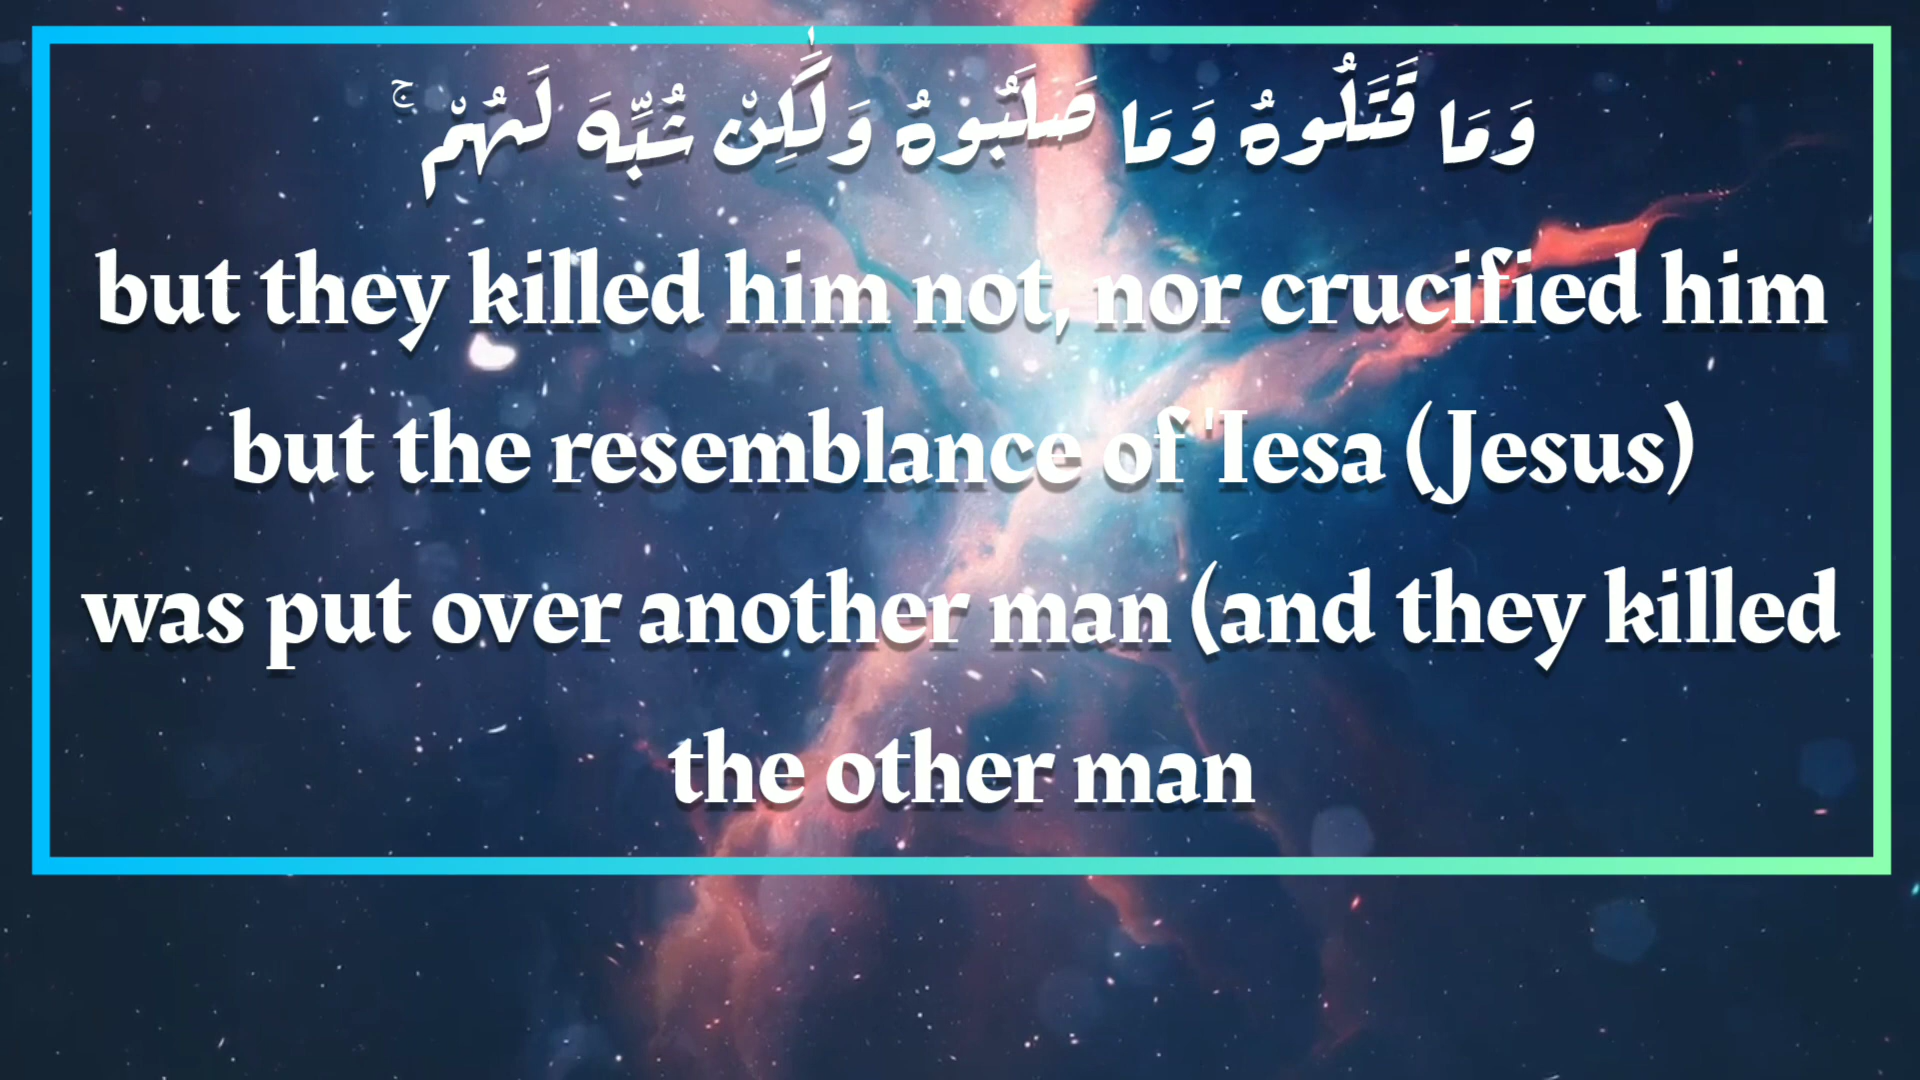 وَمَا قَتَلُوهُ وَمَا صَلَبُوهُ وَلَٰكِنْ شُبِّهَ لَهُمْ ۚ
but they killed him not, nor crucified him
but the resemblance of 'Iesa (Jesus)
was put over another man (and they killed
the other man